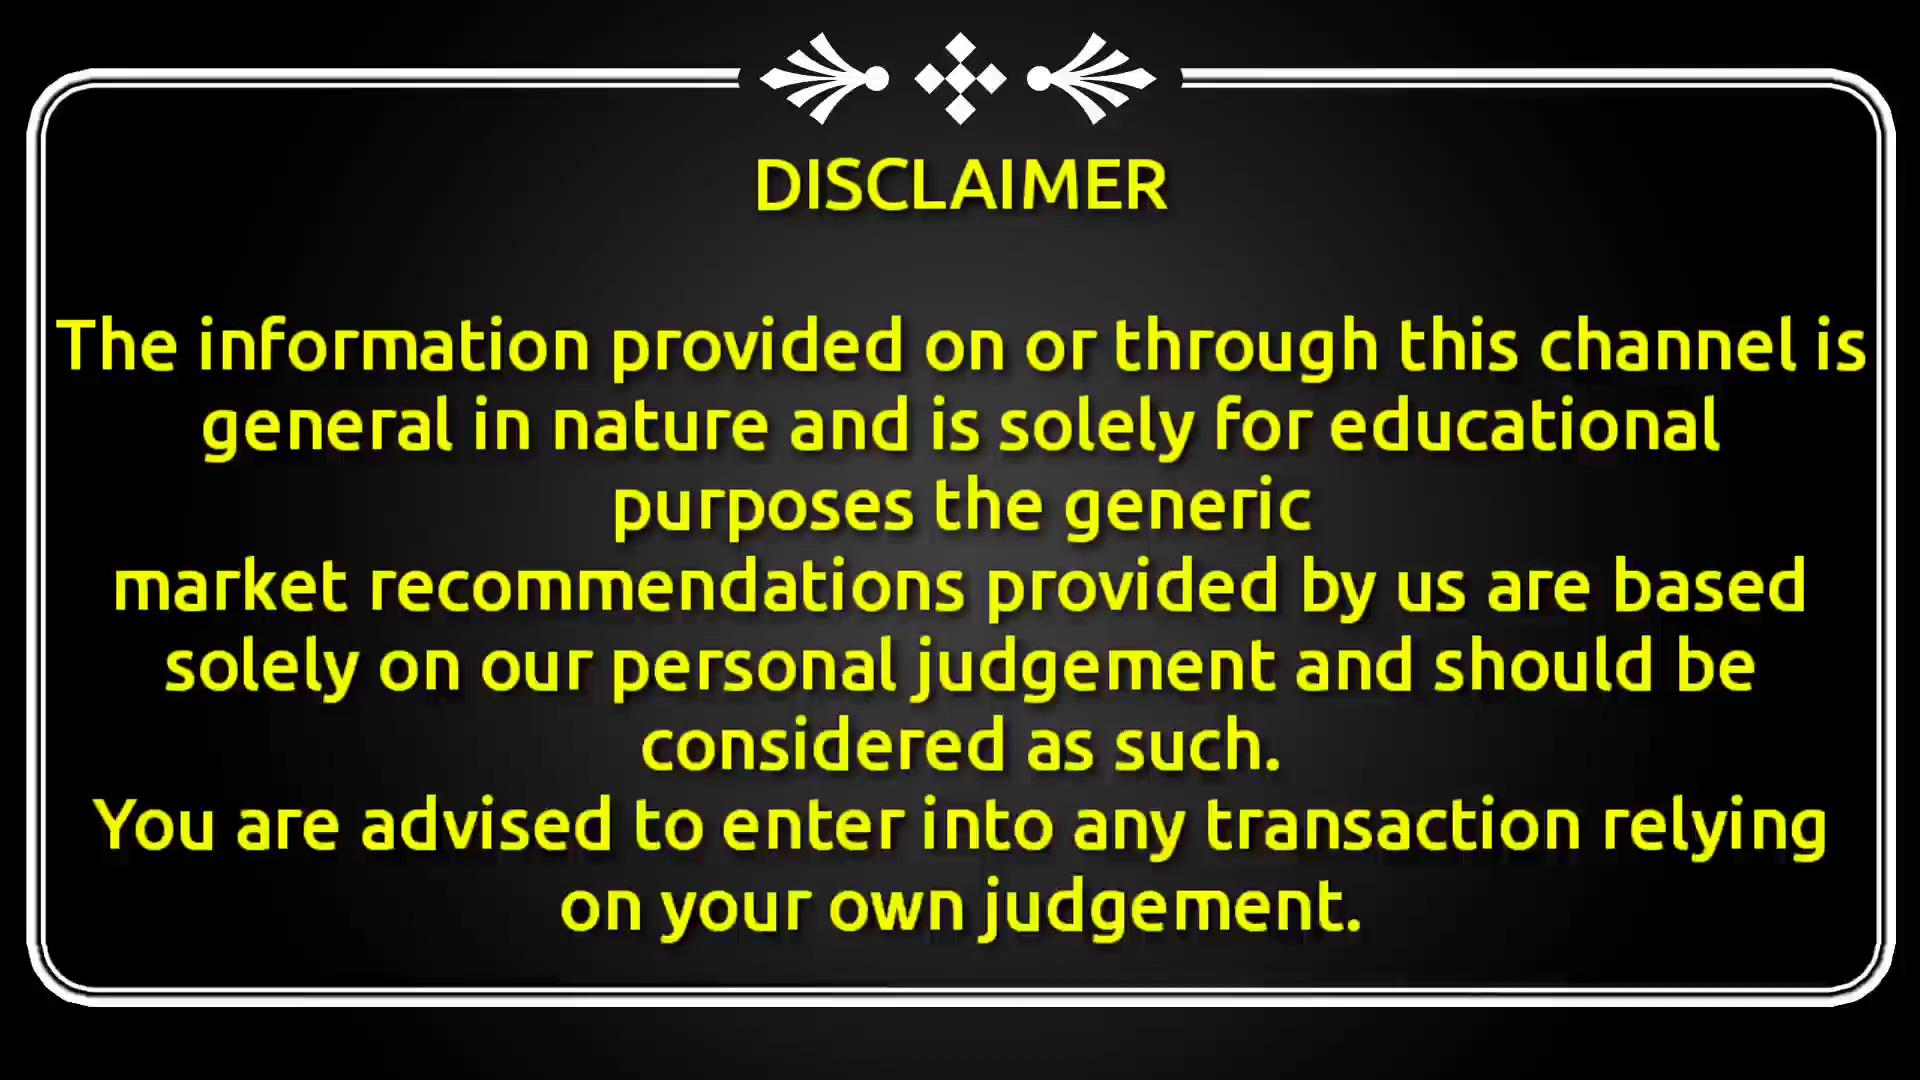 DISCLAIMER
The information provided on or through this channel is
general in nature and is solely for educational
purposes the generic
market recommendations provided by us are based
solely on our personal judgement and should be
considered as such.
You are advised to enter into any transaction relying
on your own judgement.